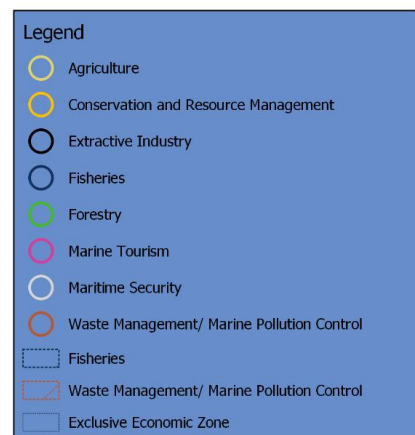 Legend
Agriculture
Conservation and Resource Management
Extractive Industry
Fisheries
Forestry
Marine Tourism
Maritime Security
Waste Management/ Marine Pollution Control
Fisheries
Waste Management/ Marine Pollution Control
Exclusive Economic Zone